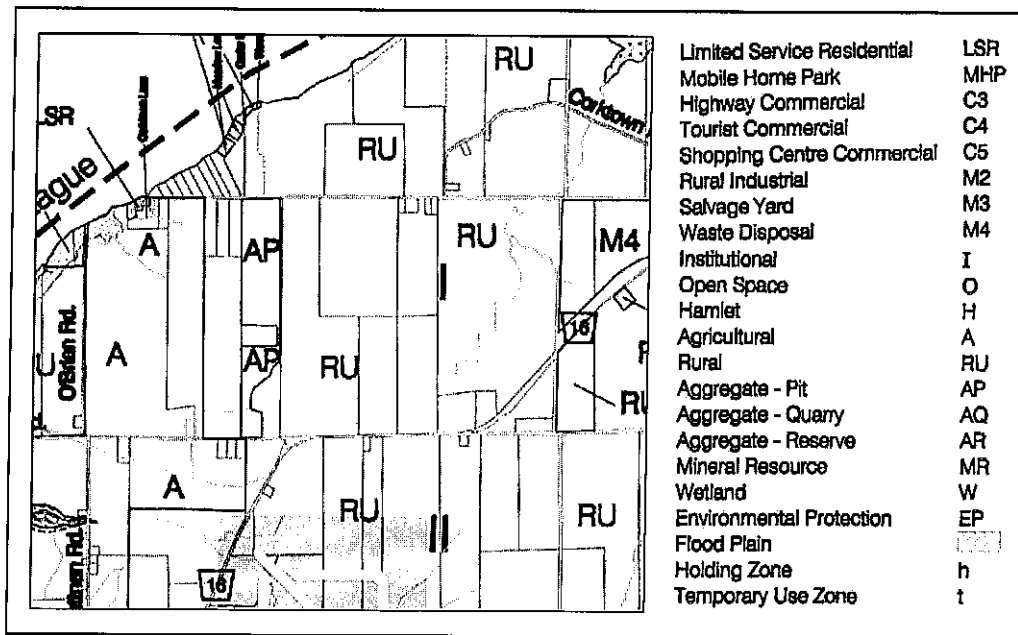 RU
Corktown
LSR
RU
ague
A
AP
RU
M4
I
16
O'Brien Rd.
U
A
AP
RU
RU
A
RU
II
RU
16
Limited Service Residential LSR
Mobile Home Park MHP
Highway Commercial C3
Tourist Commercial C4
Shopping Centre Commercial C5
Rural Industrial M2
Salvage Yard M3
Waste Disposal M4
Institutional I
Open Space O
Hamlet H
Agricultural A
Rural RU
Aggregate - Pit AP
Aggregate - Quarry AQ
Aggregate - Reserve AR
Mineral Resource MR
Wetland W
Environmental Protection EP
Flood Plain
Holding Zone h
Temporary Use Zone t